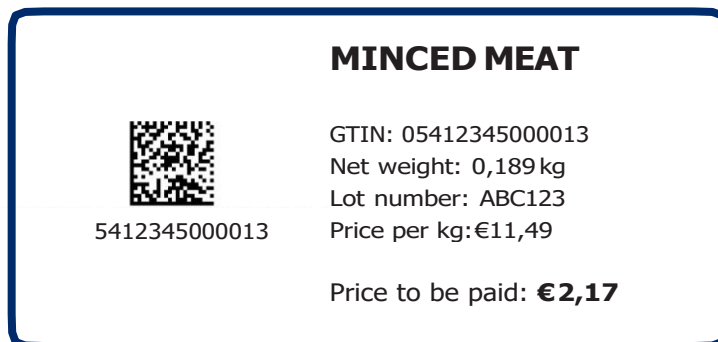 MINCED MEAT
GTIN: 05412345000013
Net weight: 0,189 kg
Lot number: ABC123
5412345000013
Price per kg:€11,49
Price to be paid: €2,17